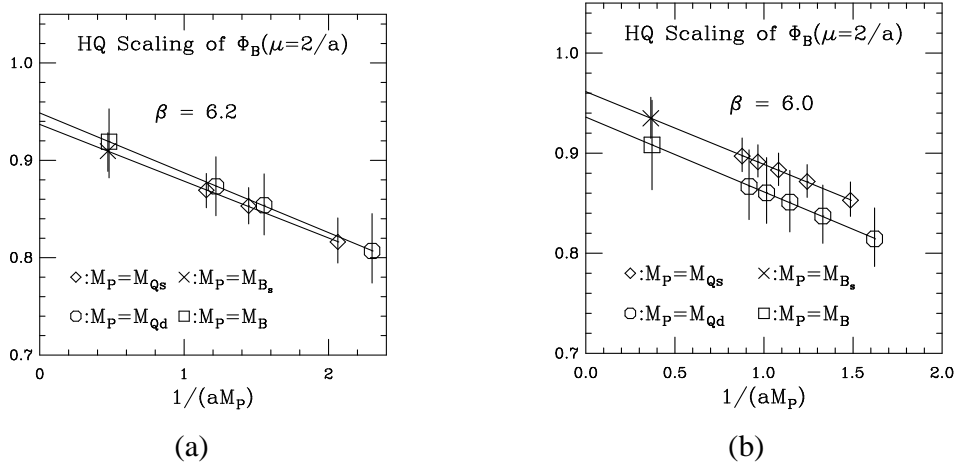 HQ Scaling of Φ_B(μ=2/a)
1.0
β = 6.2
0.9
0.8
◇:M_P=M_Qs ×:M_P=M_B_s
○:M_P=M_Qd □:M_P=M_B
0.7
0 1 2
1/(aM_P)
(a)
HQ Scaling of Φ_B(μ=2/a)
1.0
β = 6.0
0.9
0.8
◇:M_P=M_Qs ×:M_P=M_B_s
○:M_P=M_Qd □:M_P=M_B
0.7
0.0 0.5 1.0 1.5 2.0
1/(aM_P)
(b)